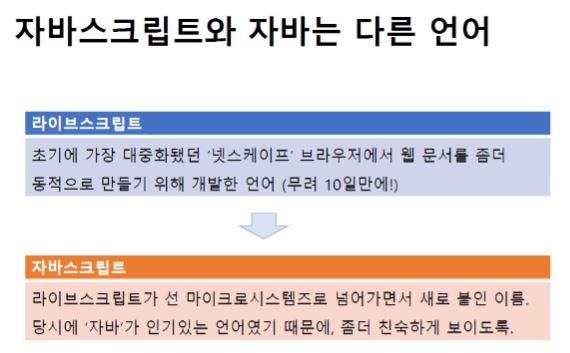 자바스크립트와 자바는 다른 언어
라이브스크립트
초기에 가장 대중화됐던 ‘넷스케이프’ 브라우저에서 웹 문서를 좀더
동적으로 만들기 위해 개발한 언어 (무려 10일만에!)
자바스크립트
라이브스크립트가 선 마이크로시스템즈로 넘어가면서 새로 붙인 이름.
당시에 ‘자바’가 인기있는 언어였기 때문에, 좀더 친숙하게 보이도록.